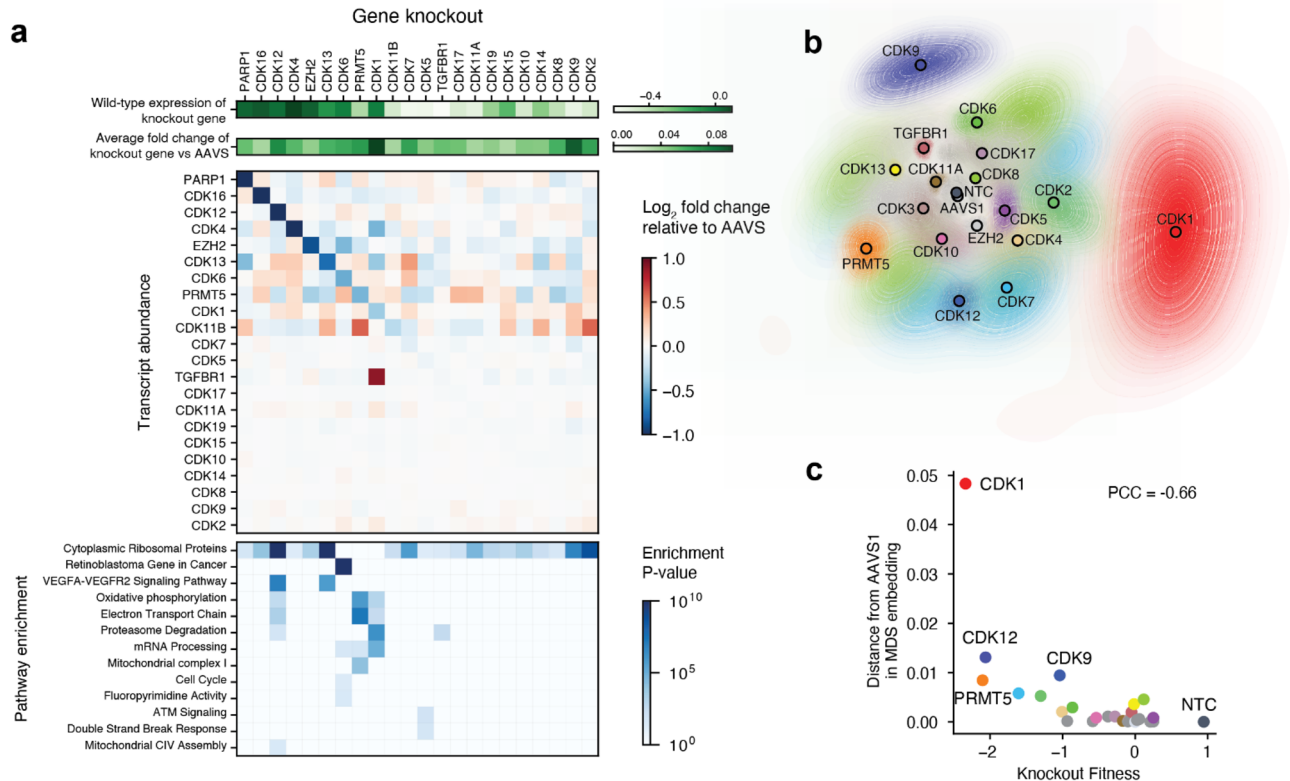 a
Gene knockout
PARP1
CDK16
CDK12
CDK4
EZH2
CDK13
CDK6
PRMT5
CDK1
CDK11B
CDK7
CDK5
TGFBR1
CDK17
CDK11A
CDK19
CDK15
CDK10
CDK14
CDK8
CDK9
CDK2
Wild-type expression of
knockout gene
−0.4 0.0
Average fold change of
knockout gene vs AAVS
0.00 0.04 0.08
Transcript abundance
PARP1
CDK16
CDK12
CDK4
EZH2
CDK13
CDK6
PRMT5
CDK1
CDK11B
CDK7
CDK5
TGFBR1
CDK17
CDK11A
CDK19
CDK15
CDK10
CDK14
CDK8
CDK9
CDK2
Log2 fold change
relative to AAVS
1.0
0.5
0.0
−0.5
−1.0
Pathway enrichment
Cytoplasmic Ribosomal Proteins
Retinoblastoma Gene in Cancer
VEGFA-VEGFR2 Signaling Pathway
Oxidative phosphorylation
Electron Transport Chain
Proteasome Degradation
mRNA Processing
Mitochondrial complex I
Cell Cycle
Fluoropyrimidine Activity
ATM Signaling
Double Strand Break Response
Mitochondrial CIV Assembly
Enrichment
P-value
10^10
10^5
10^0
b
CDK9
CDK6
TGFBR1
CDK17
CDK13
CDK11A
CDK8
NTC
CDK2
CDK3
AAVS1
CDK5
CDK1
EZH2
CDK4
CDK10
PRMT5
CDK7
CDK12
c
0.05
CDK1
PCC = -0.66
0.04
0.03
0.02
0.01
0.00
Distance from AAVS1
in MDS embedding
CDK12
CDK9
PRMT5
NTC
−2 −1 0 1
Knockout Fitness